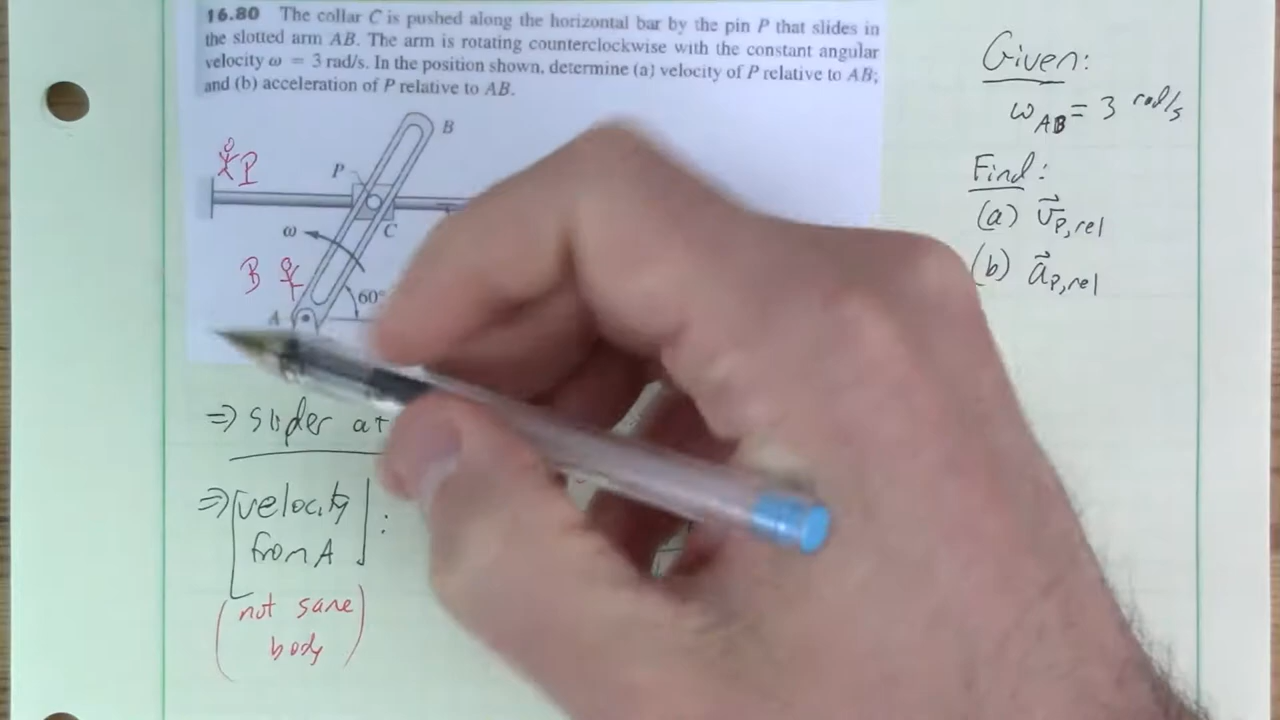 16.80 The collar C is pushed along the horizontal bar by the pin P that slides in
the slotted arm AB. The arm is rotating counterclockwise with the constant angular
velocity ω = 3 rad/s. In the position shown, determine (a) velocity of P relative to AB;
and (b) acceleration of P relative to AB.
B
P
P
ω
C
B
60°
A
⇒ slider at
⇒ [velocity
from A] :
(not same
body)
Given:
ω AB = 3 rad/s
Find:
(a) v⃗ P,rel
(b) a⃗ P,rel